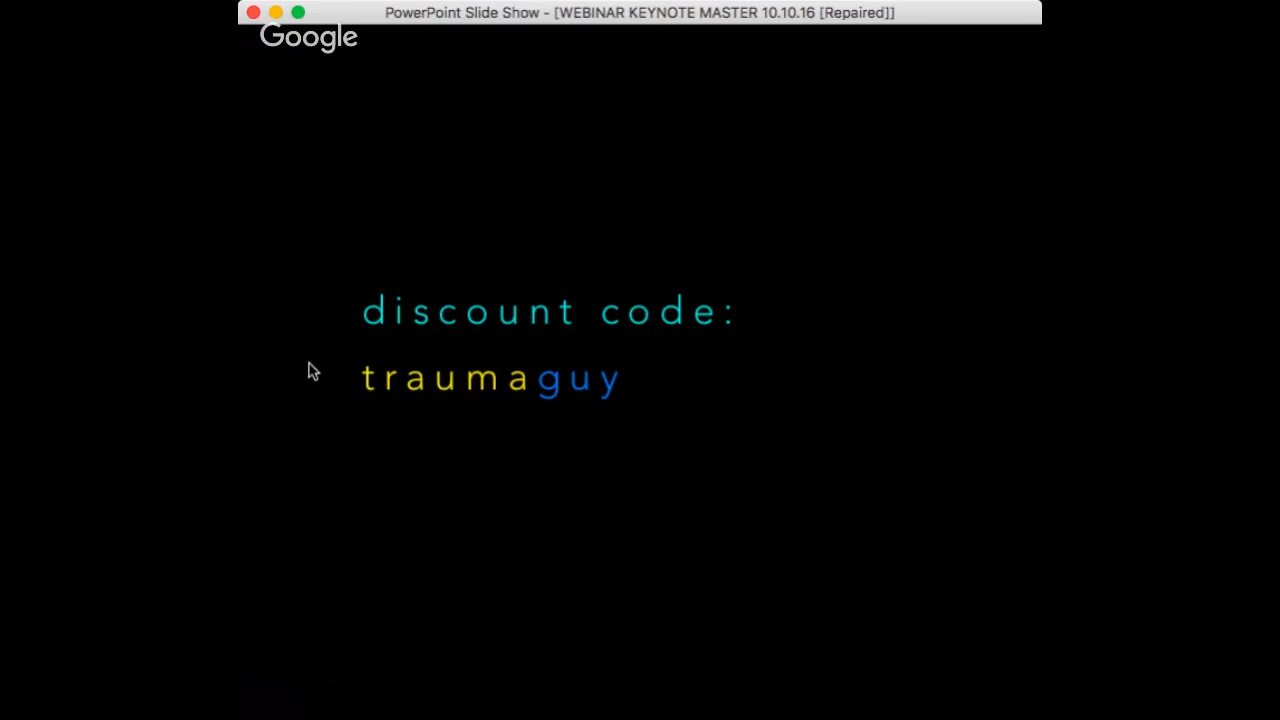 PowerPoint Slide Show - [WEBINAR KEYNOTE MASTER 10.10.16 [Repaired]]
Google
discount code:
traumaguy